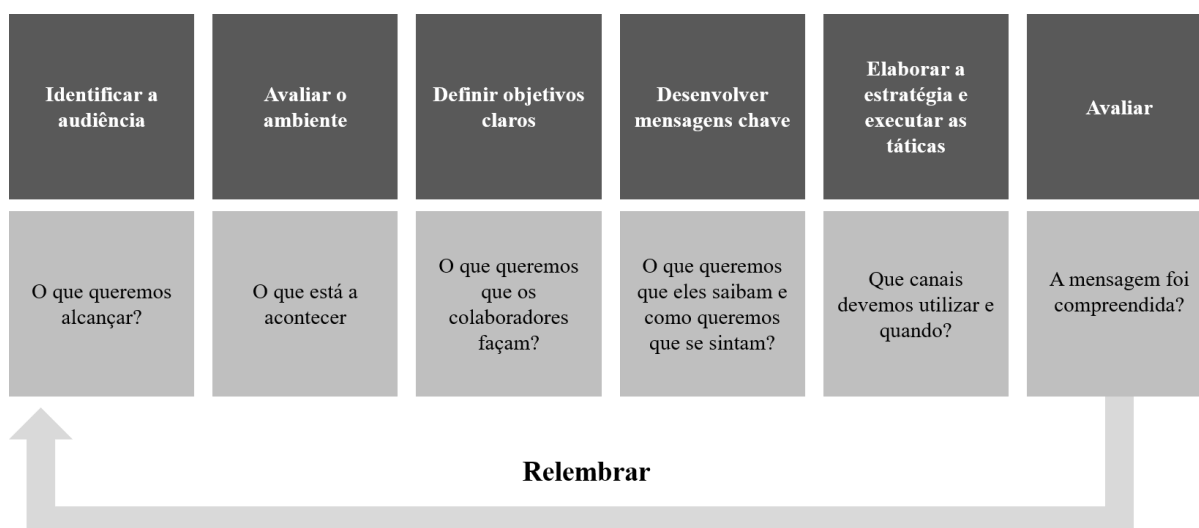 Identificar a
audiência
Avaliar o
ambiente
Definir objetivos
claros
Desenvolver
mensagens chave
Elaborar a
estratégia e
executar as
táticas
Avaliar
O que queremos
alcançar?
O que está a
acontecer
O que queremos
que os
colaboradores
façam?
O que queremos
que eles saibam e
como queremos
que se sintam?
Que canais
devemos utilizar e
quando?
A mensagem foi
compreendida?
Relembrar